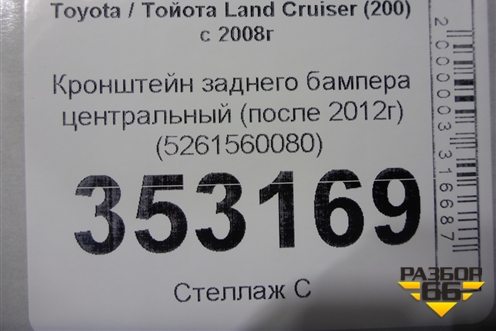 Toyota / Тойота Land Cruiser (200)
с 2008г
Кронштейн заднего бампера
центральный (после 2012г)
(5261560080)
353169
Стеллаж С
2000003316687
РАЗБОР
66